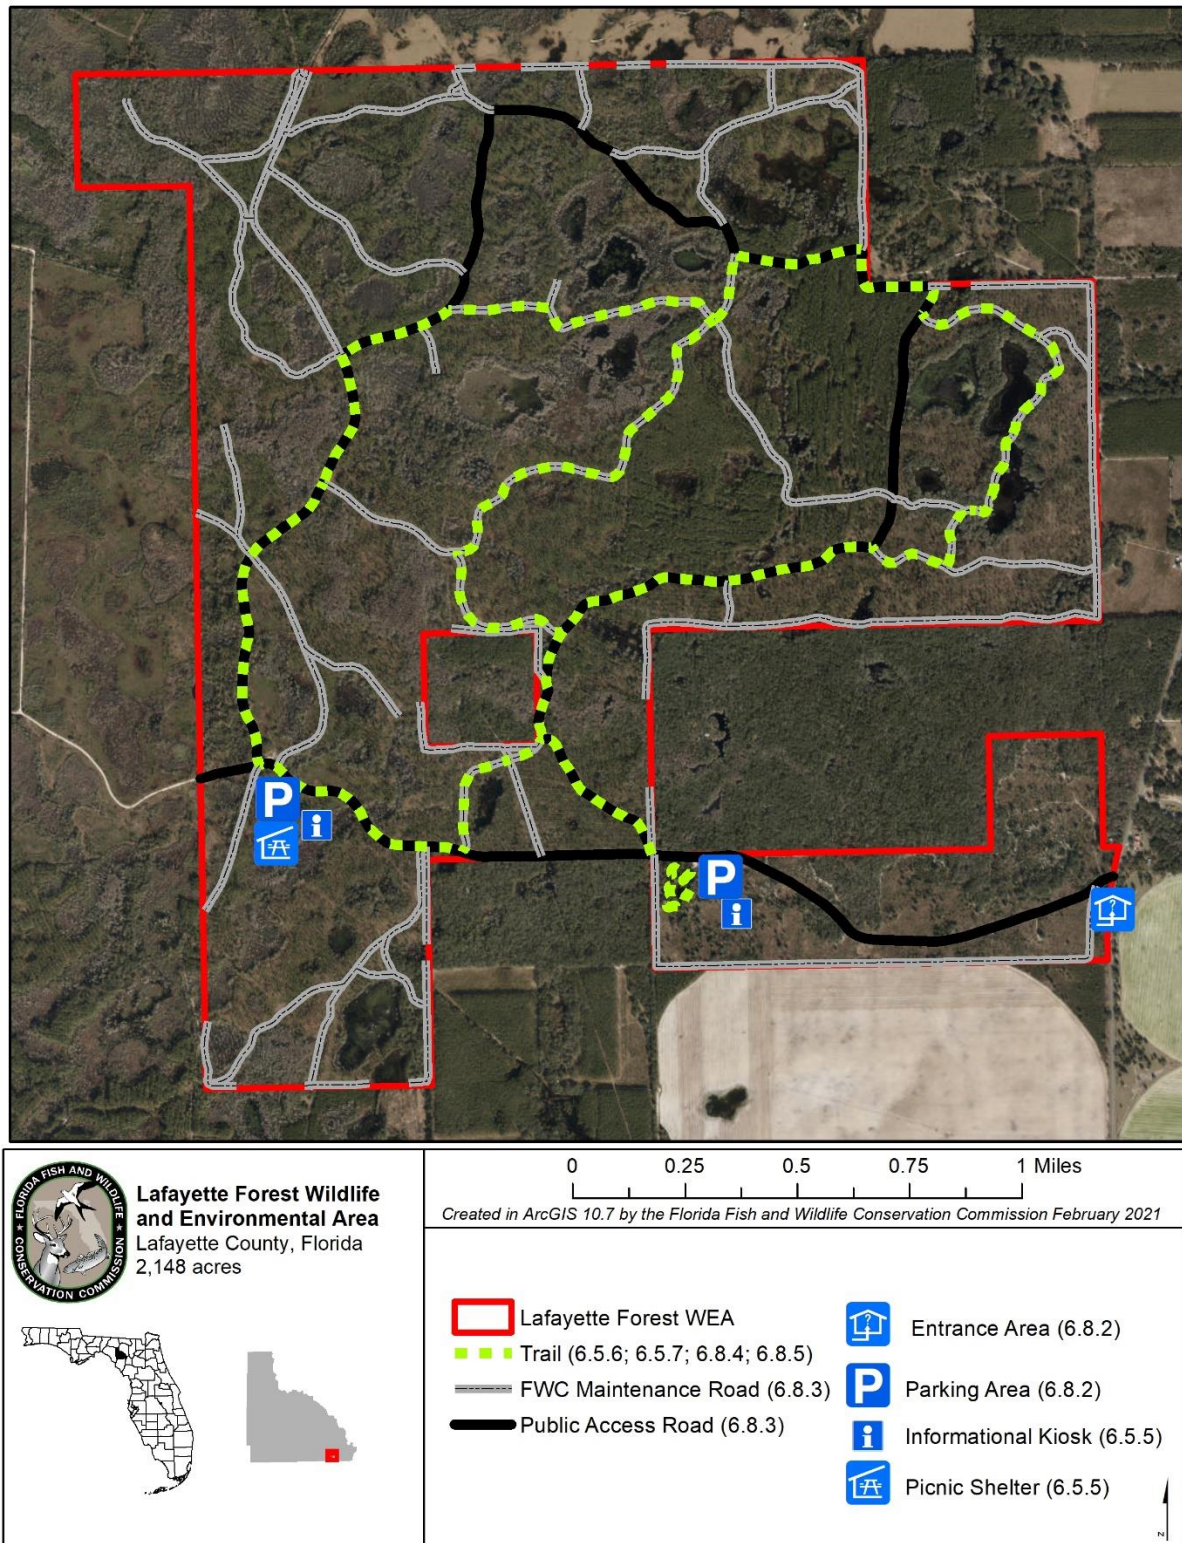 P
i
P
i
?
FLORIDA FISH AND WILDLIFE
CONSERVATION COMMISSION
Lafayette Forest Wildlife
and Environmental Area
Lafayette County, Florida
2,148 acres
0 0.25 0.5 0.75 1 Miles
Created in ArcGIS 10.7 by the Florida Fish and Wildlife Conservation Commission February 2021
Lafayette Forest WEA
Trail (6.5.6; 6.5.7; 6.8.4; 6.8.5)
FWC Maintenance Road (6.8.3)
Public Access Road (6.8.3)
? Entrance Area (6.8.2)
P Parking Area (6.8.2)
i Informational Kiosk (6.5.5)
Picnic Shelter (6.5.5)
N